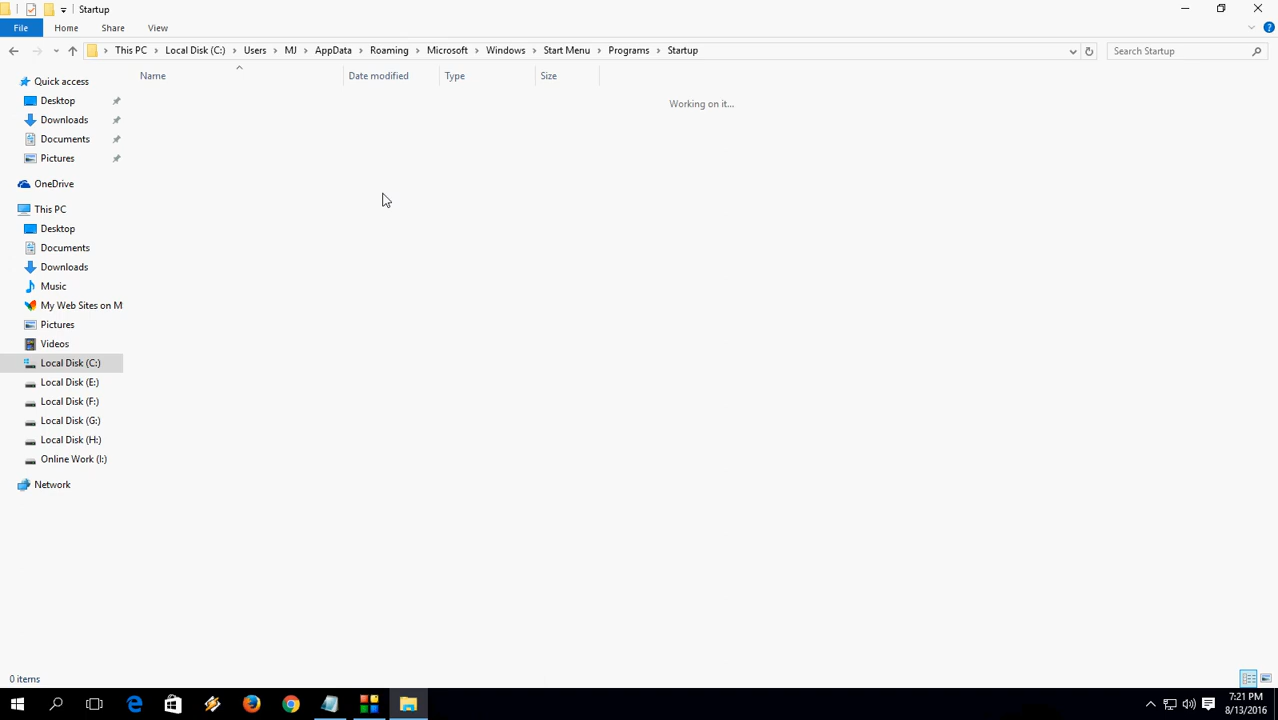 Startup
File Home Share View
This PC Local Disk (C:) Users MJ AppData Roaming Microsoft Windows Start Menu Programs Startup
Search Startup
Name Date modified Type Size
Working on it...
Quick access
Desktop
Downloads
Documents
Pictures
OneDrive
This PC
Desktop
Documents
Downloads
Music
My Web Sites on M
Pictures
Videos
Local Disk (C:)
Local Disk (E:)
Local Disk (F:)
Local Disk (G:)
Local Disk (H:)
Online Work (I:)
Network
0 items
7:21 PM
8/13/2016